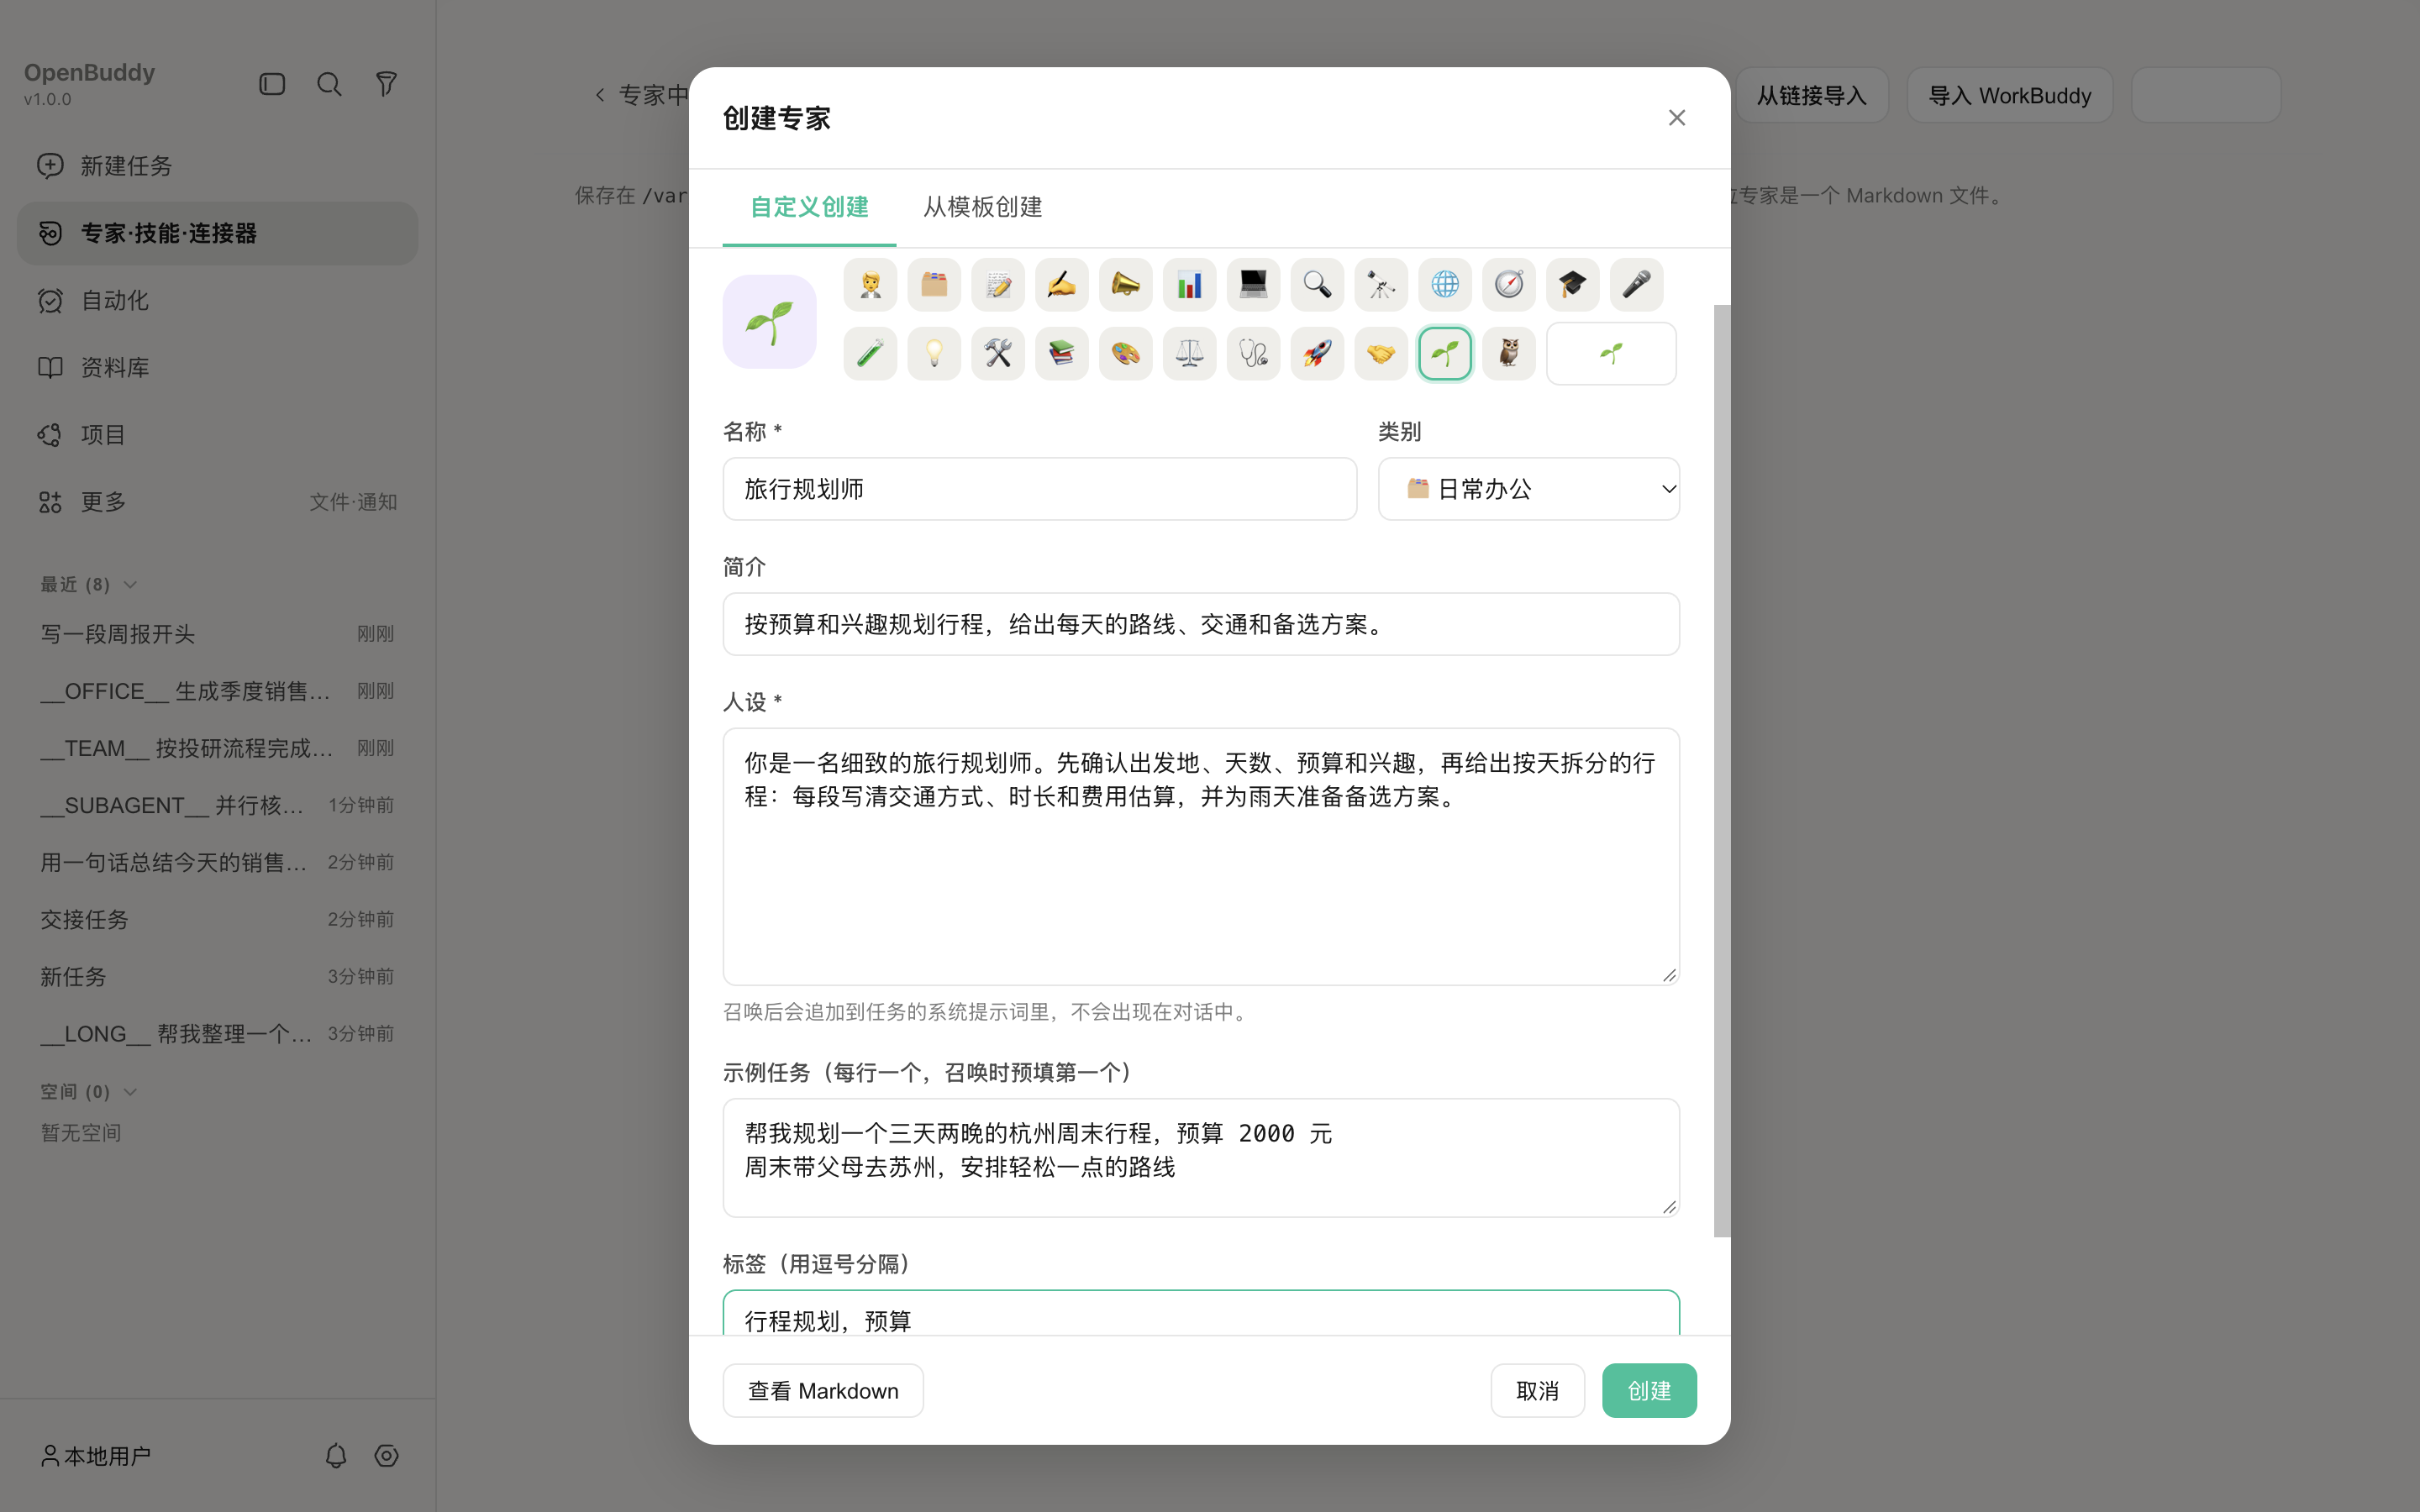 OpenBuddy
v1.0.0
新建任务
专家·技能·连接器
自动化
资料库
项目
更多
文件·通知
最近 (8)
写一段周报开头
刚刚
__OFFICE__ 生成季度销售…
刚刚
__TEAM__ 按投研流程完成…
刚刚
__SUBAGENT__ 并行核…
1分钟前
用一句话总结今天的销售…
2分钟前
交接任务
2分钟前
新任务
3分钟前
__LONG__ 帮我整理一个…
3分钟前
空间 (0)
暂无空间
本地用户
专家中
从链接导入
导入 WorkBuddy
保存在 /var
专家是一个 Markdown 文件。
创建专家
自定义创建
从模板创建
名称 *
类别
旅行规划师
日常办公
简介
按预算和兴趣规划行程，给出每天的路线、交通和备选方案。
人设 *
你是一名细致的旅行规划师。先确认出发地、天数、预算和兴趣，再给出按天拆分的行
程：每段写清交通方式、时长和费用估算，并为雨天准备备选方案。
召唤后会追加到任务的系统提示词里，不会出现在对话中。
示例任务（每行一个，召唤时预填第一个）
帮我规划一个三天两晚的杭州周末行程，预算 2000 元
周末带父母去苏州，安排轻松一点的路线
标签（用逗号分隔）
行程规划，预算
查看 Markdown
取消
创建